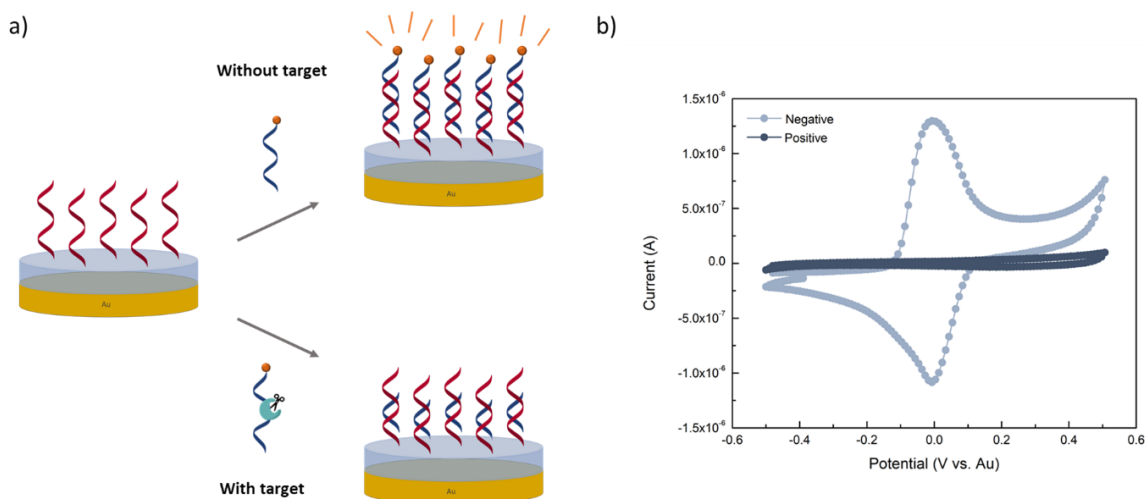 a)
Without target
Au
Au
With target
Au
b)
Negative
Positive
1.5x10⁻⁶
1.0x10⁻⁶
5.0x10⁻⁷
0.0
-5.0x10⁻⁷
-1.0x10⁻⁶
-1.5x10⁻⁶
Current (A)
-0.6 -0.4 -0.2 0.0 0.2 0.4 0.6
Potential (V vs. Au)